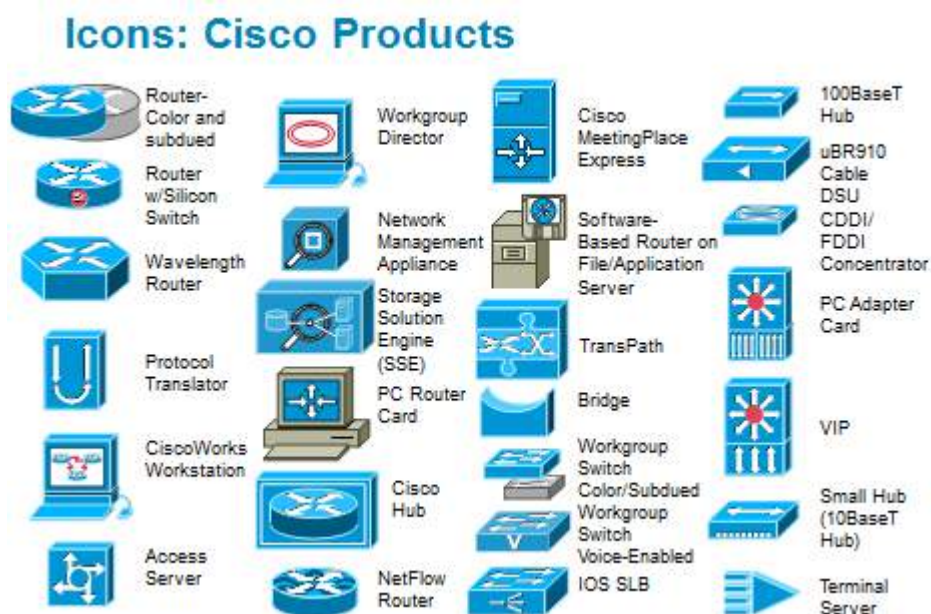 Icons: Cisco Products
Router-
Color and
subdued
Router
w/Silicon
Switch
Wavelength
Router
Protocol
Translator
CiscoWorks
Workstation
Access
Server
Workgroup
Director
Network
Management
Appliance
Storage
Solution
Engine
(SSE)
PC Router
Card
Cisco
Hub
NetFlow
Router
Cisco
MeetingPlace
Express
Software-
Based Router on
File/Application
Server
TransPath
Bridge
Workgroup
Switch
Color/Subdued
Workgroup
Switch
Voice-Enabled
V
IOS SLB
100BaseT
Hub
uBR910
Cable
DSU
CDDI/
FDDI
Concentrator
PC Adapter
Card
VIP
Small Hub
(10BaseT
Hub)
Terminal
Server